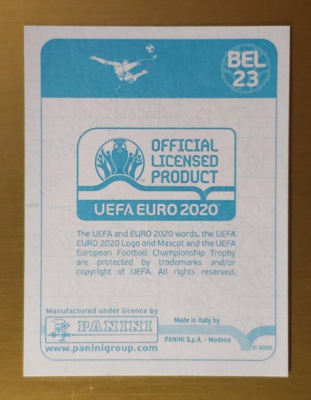 BEL
23
OFFICIAL
LICENSED
PRODUCT
UEFA EURO 2020
The UEFA and EURO 2020 words, the UEFA
EURO 2020 Logo and Mascot and the UEFA
European Football Championship Trophy
are protected by trademarks and/or
copyright of UEFA. All rights reserved.
Manufactured under licence by
PANINI
www.paninigroup.com
Made in Italy by
PANINI S.p.A. - Modena
© 2020